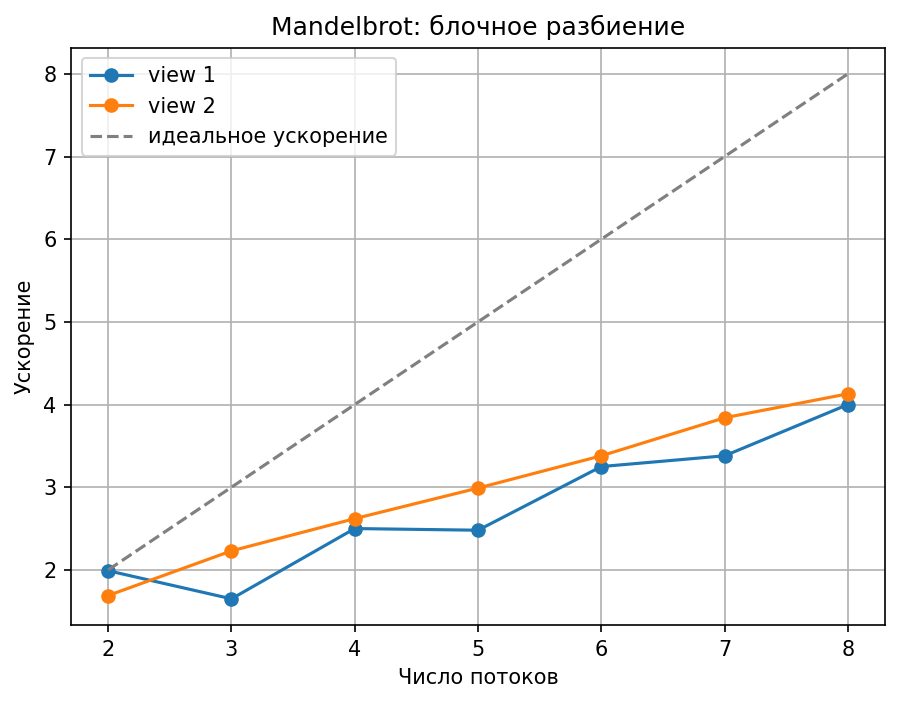 Mandelbrot: блочное разбиение
view 1
view 2
идеальное ускорение
Ускорение
8
7
6
5
4
3
2
2 3 4 5 6 7 8
Число потоков